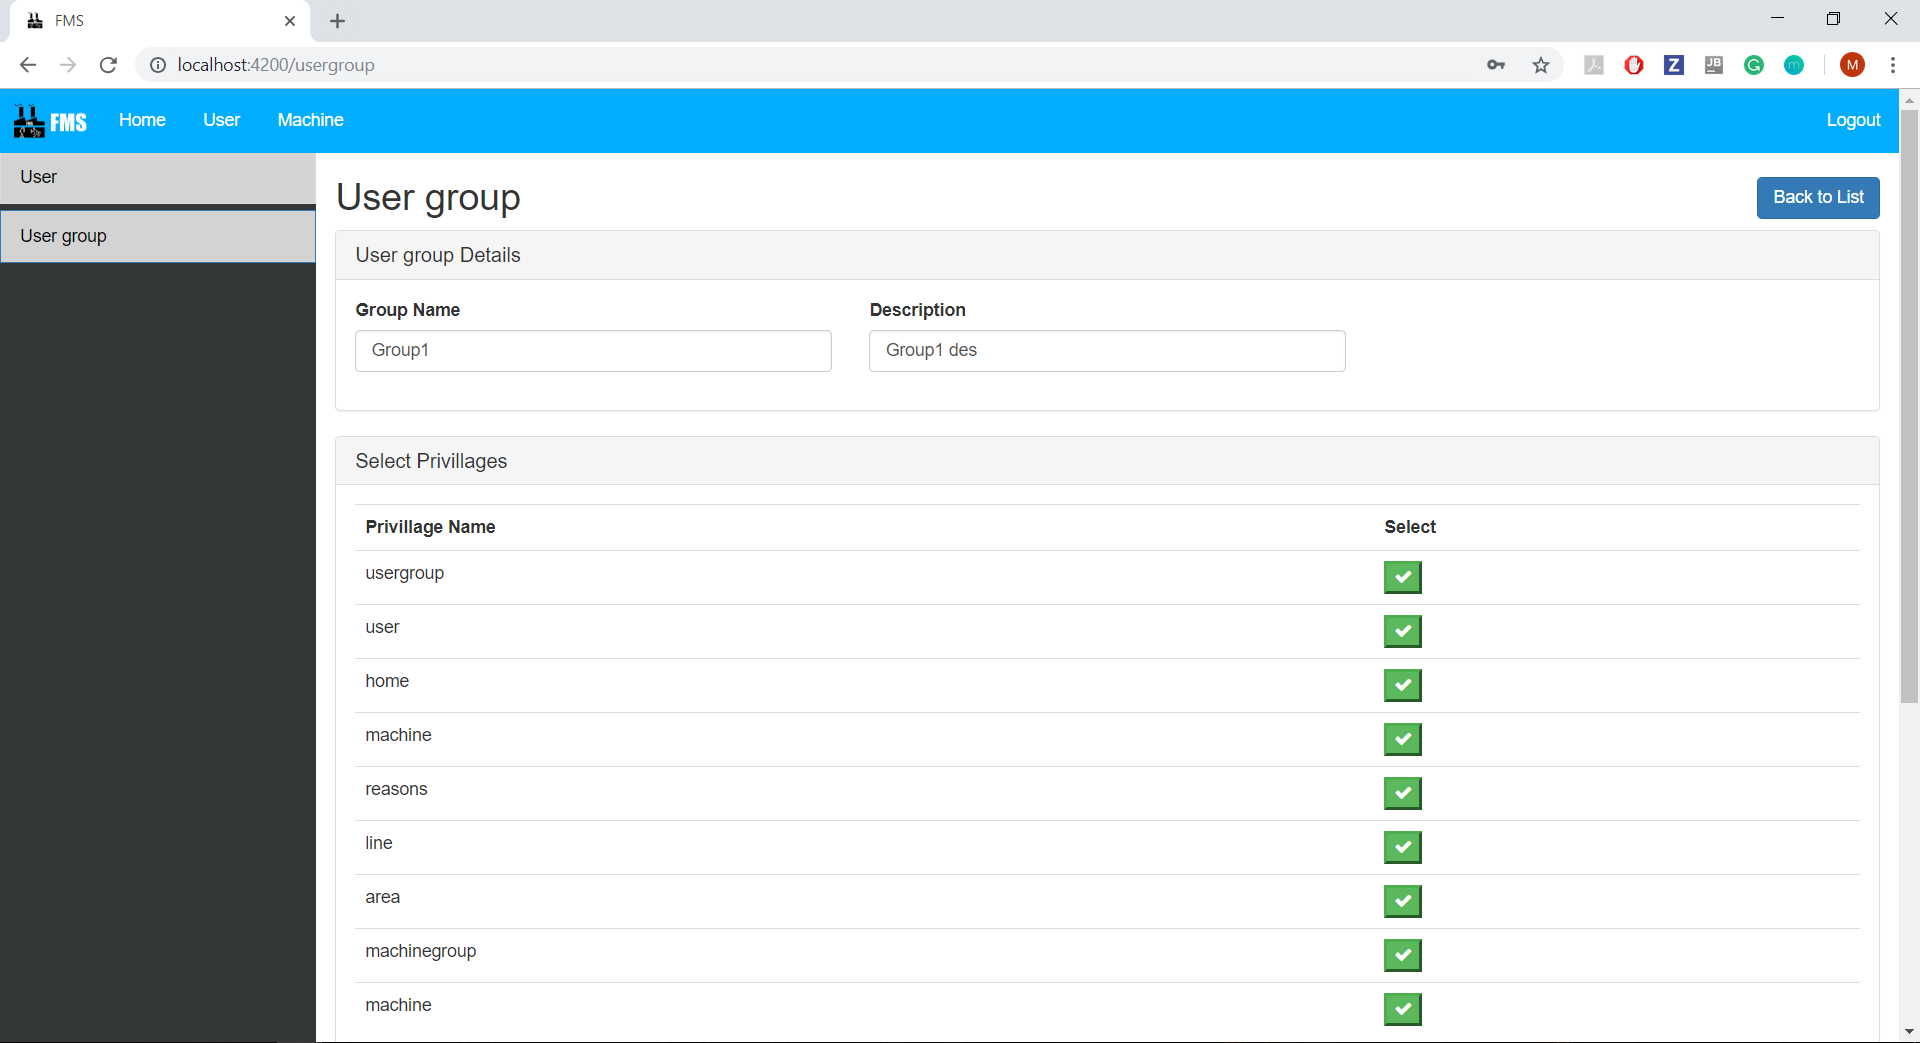 FMS
localhost:4200/usergroup
Z
JB
G
m
M
FMS
Home
User
Machine
Logout
User
User group
User group
Back to List
User group Details
Group Name
Description
Group1
Group1 des
Select Privillages
Privillage Name
Select
usergroup
user
home
machine
reasons
line
area
machinegroup
machine